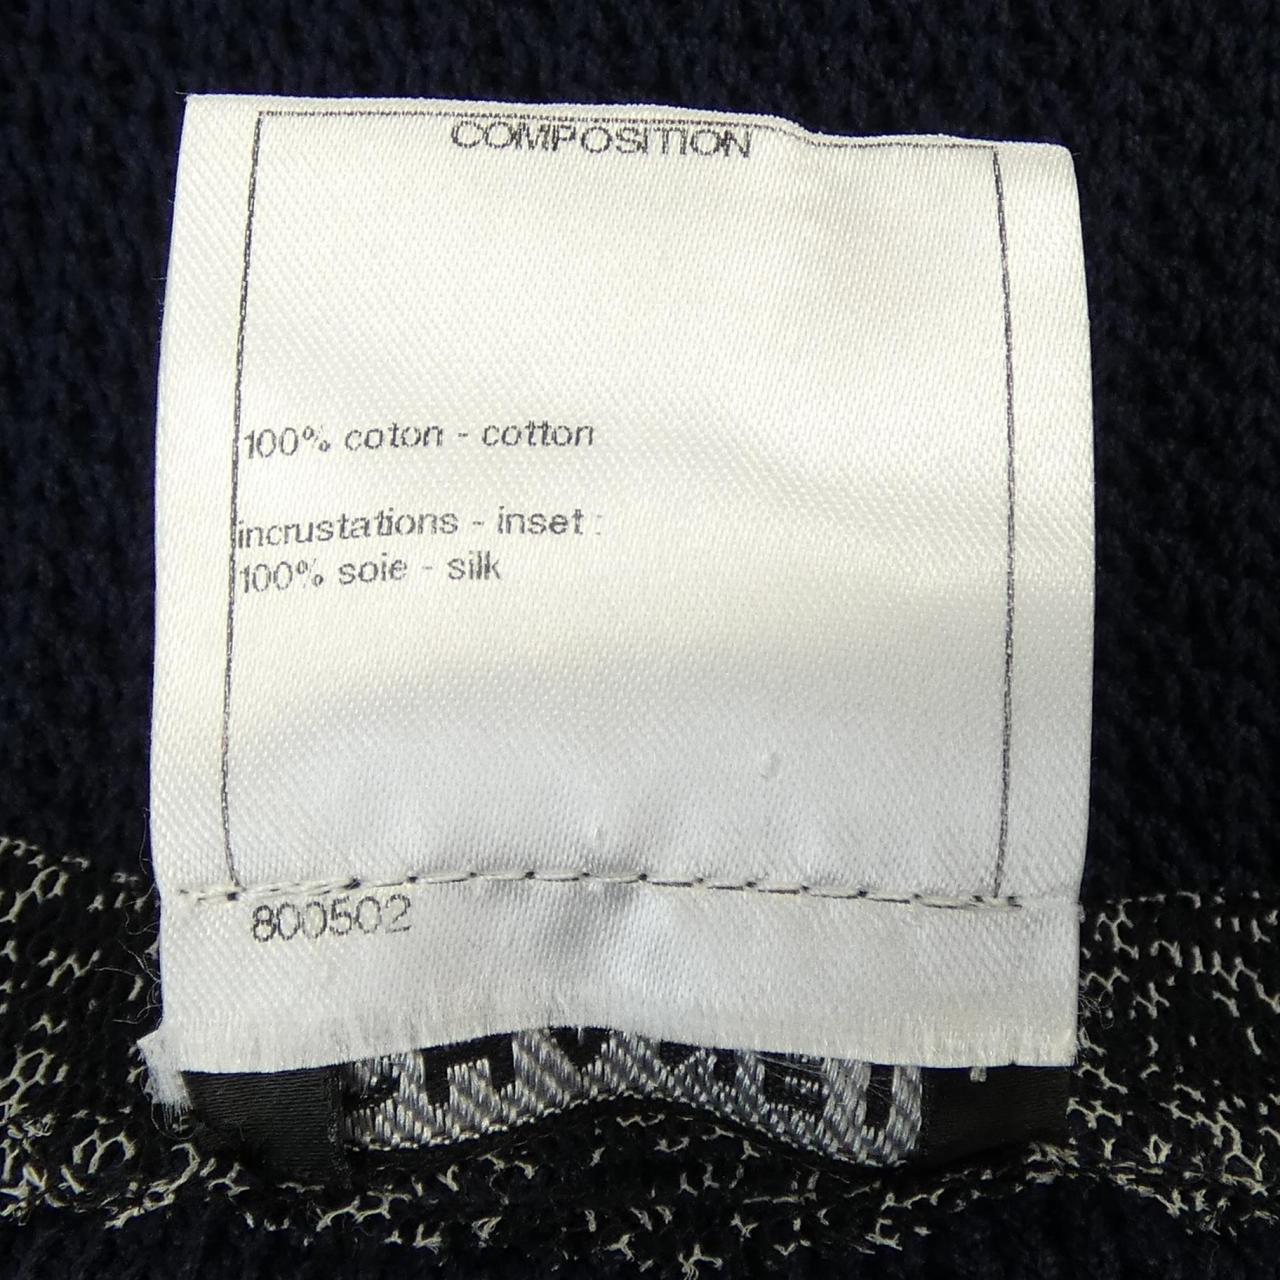 COMPOSITION
100% coton - cotton
incrustations - inset :
100% soie - silk
800502